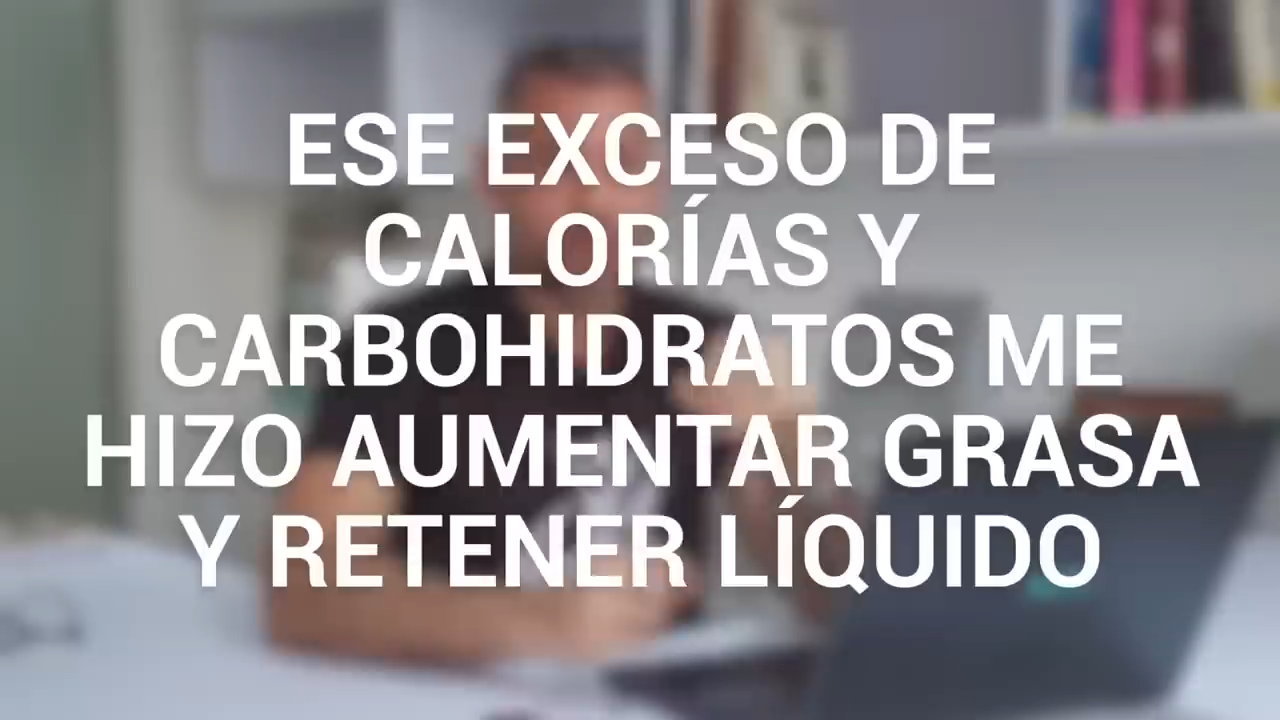 ESE EXCESO DE
CALORÍAS Y
CARBOHIDRATOS ME
HIZO AUMENTAR GRASA
Y RETENER LÍQUIDO